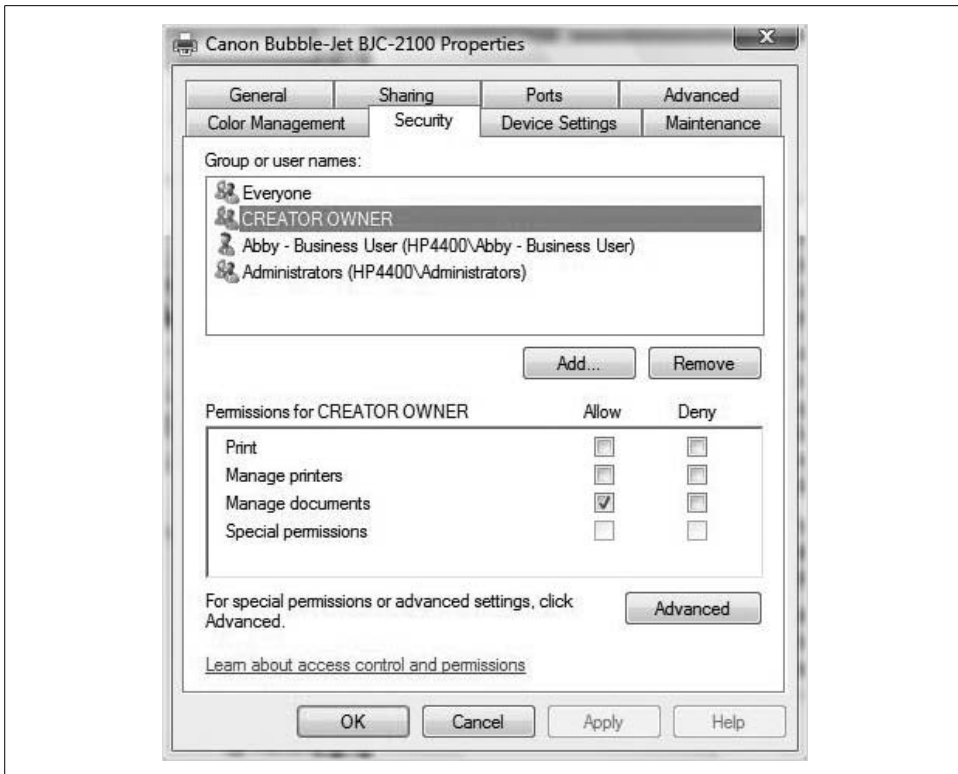 Canon Bubble-Jet BJC-2100 Properties
General Sharing Ports Advanced
Color Management Security Device Settings Maintenance
Group or user names:
Everyone
CREATOR OWNER
Abby - Business User (HP4400\Abby - Business User)
Administrators (HP4400\Administrators)
Add... Remove
Permissions for CREATOR OWNER Allow Deny
Print
Manage printers
Manage documents
Special permissions
For special permissions or advanced settings, click
Advanced.
Advanced
Learn about access control and permissions
OK Cancel Apply Help